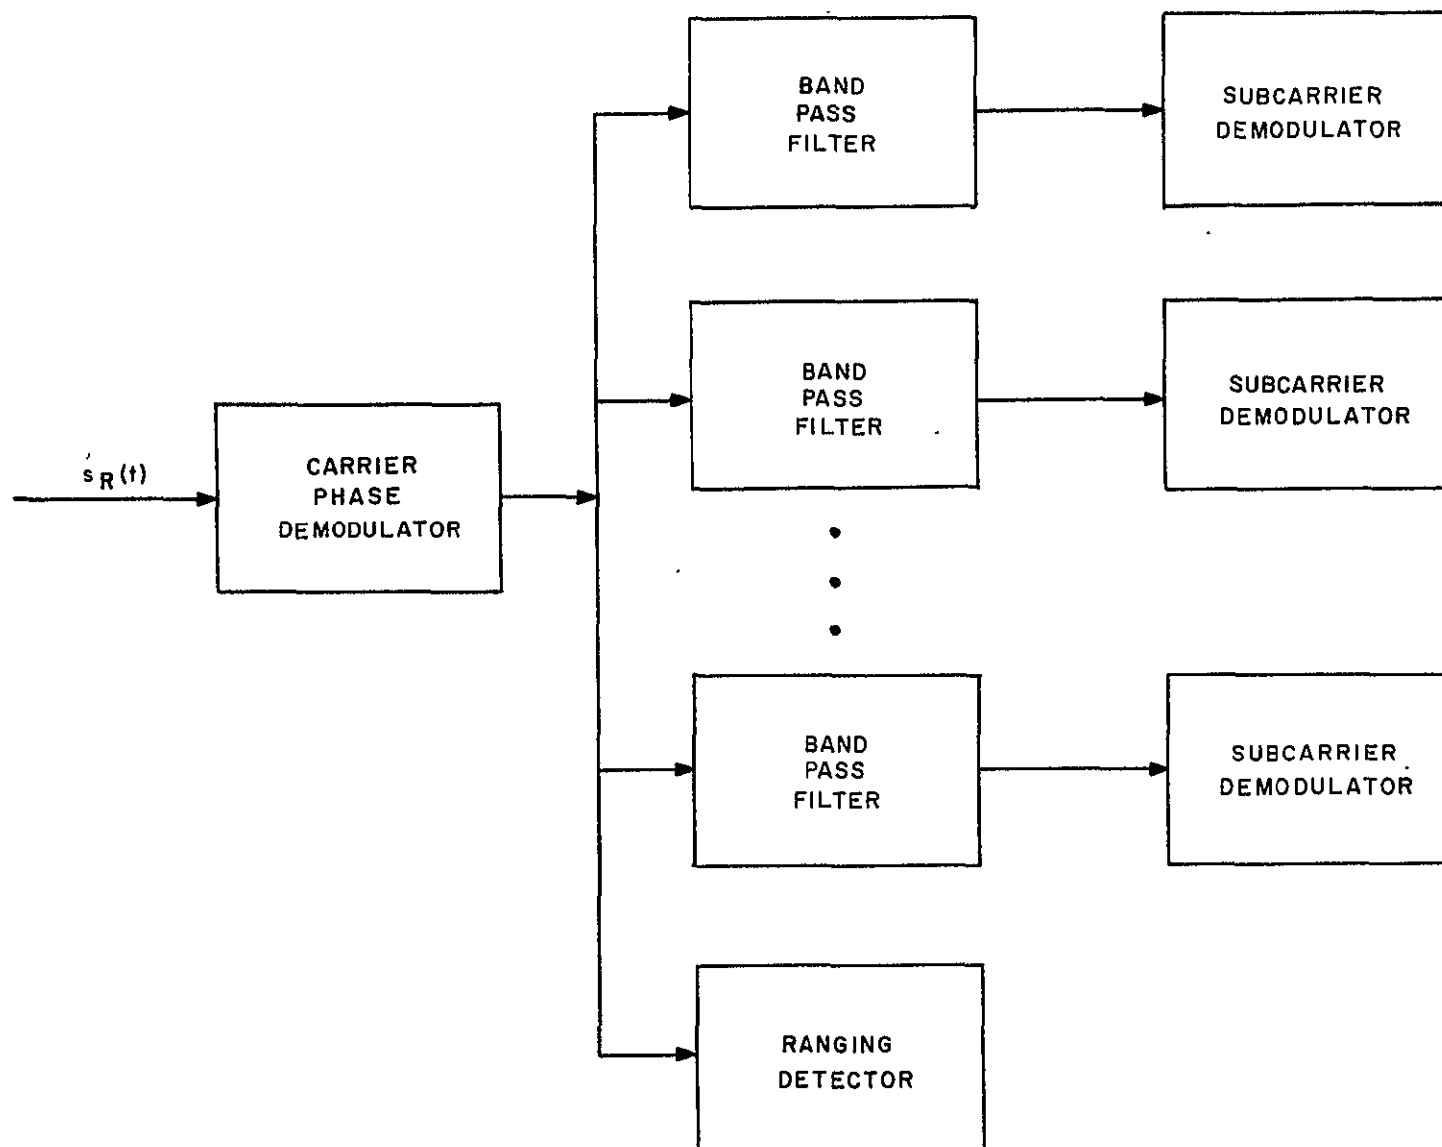 BAND
PASS
FILTER
SUBCARRIER
DEMODULATOR
BAND
PASS
FILTER
SUBCARRIER
DEMODULATOR
s R (t)
CARRIER
PHASE
DEMODULATOR
BAND
PASS
FILTER
SUBCARRIER
DEMODULATOR
RANGING
DETECTOR